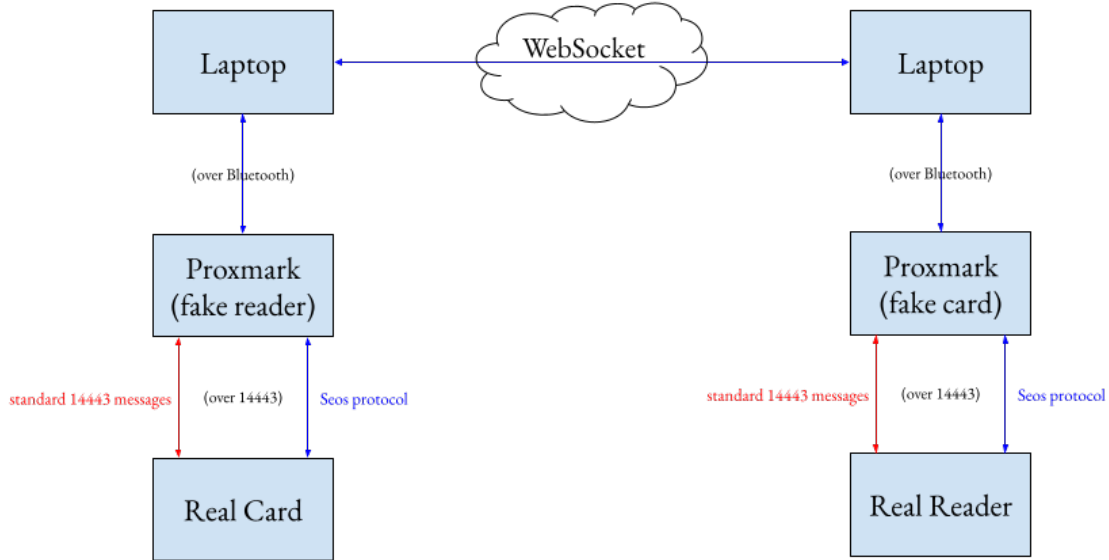 Laptop
WebSocket
Laptop
(over Bluetooth)
(over Bluetooth)
Proxmark
(fake reader)
Proxmark
(fake card)
standard 14443 messages
(over 14443)
Seos protocol
standard 14443 messages
(over 14443)
Seos protocol
Real Card
Real Reader